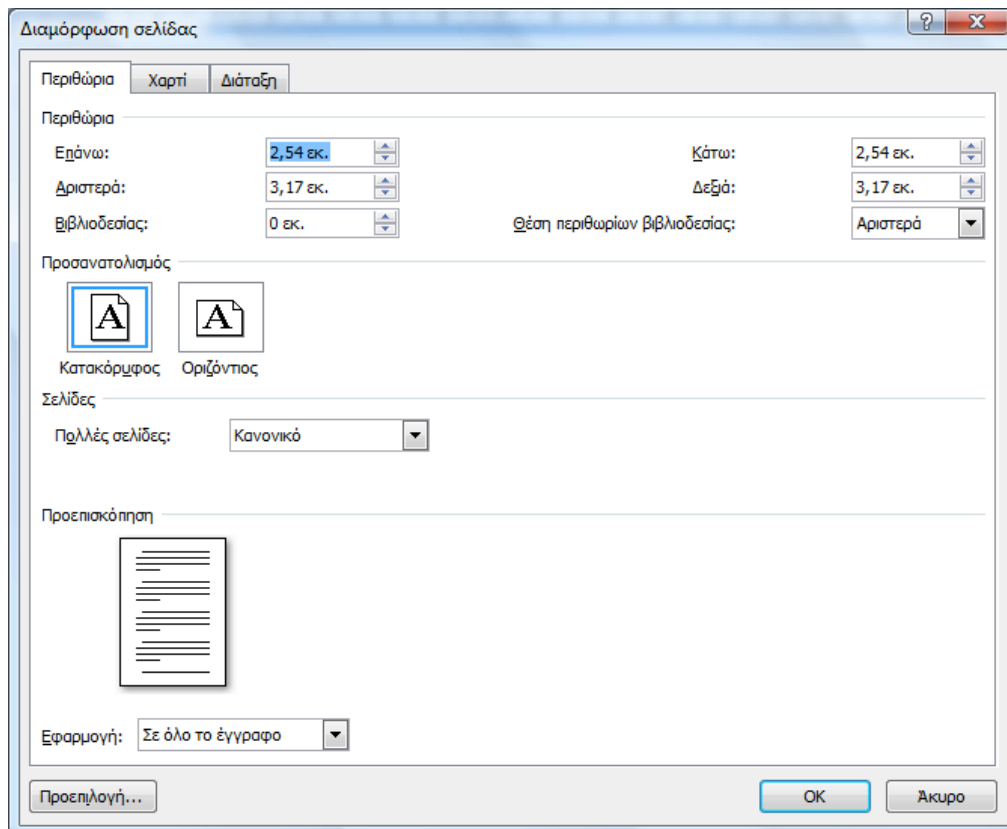 Διαμόρφωση σελίδας
Περιθώρια Χαρτί Διάταξη
Περιθώρια
Επάνω: 2,54 εκ. Κάτω: 2,54 εκ.
Αριστερά: 3,17 εκ. Δεξιά: 3,17 εκ.
Βιβλιοδεσίας: 0 εκ. Θέση περιθωρίων βιβλιοδεσίας: Αριστερά
Προσανατολισμός
A A
Κατακόρυφος Οριζόντιος
Σελίδες
Πολλές σελίδες: Κανονικό
Προεπισκόπηση
Εφαρμογή: Σε όλο το έγγραφο
Προεπιλογή... OK Άκυρο